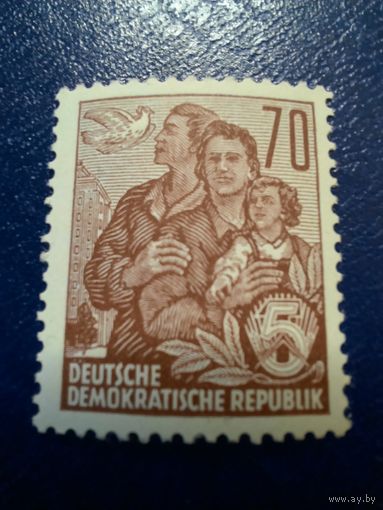 70
5
DEUTSCHE
DEMOKRATISCHE REPUBLIK
www.ay.by